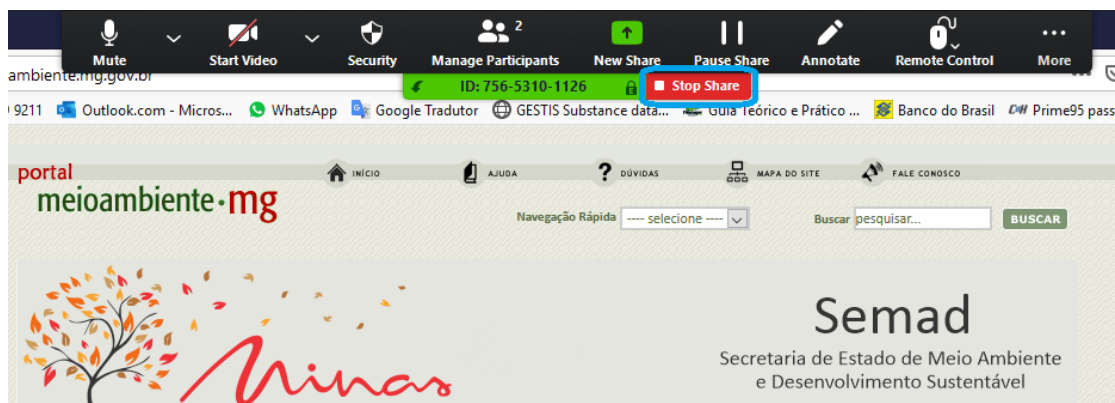 2
Mute Start Video Security Manage Participants New Share Pause Share Annotate Remote Control More
ambiente.mg.gov.br
ID: 756-5310-1126 Stop Share
9211 Outlook.com - Micros... WhatsApp Google Tradutor GESTIS Substance data... Guia Teórico e Prático ... Banco do Brasil Prime95 pass
portal INÍCIO AJUDA ? DÚVIDAS MAPA DO SITE FALE CONOSCO
meioambiente·mg
Navegação Rápida ---- selecione ---- Buscar pesquisar... BUSCAR
Semad
Secretaria de Estado de Meio Ambiente
e Desenvolvimento Sustentável
Minas